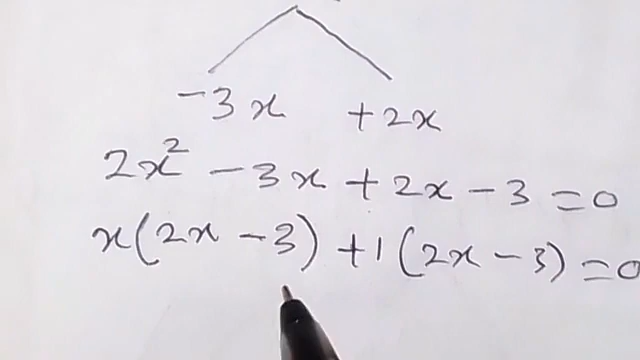 -3x +2x
2x² - 3x + 2x - 3 = 0
x(2x - 3) + 1(2x - 3) = 0